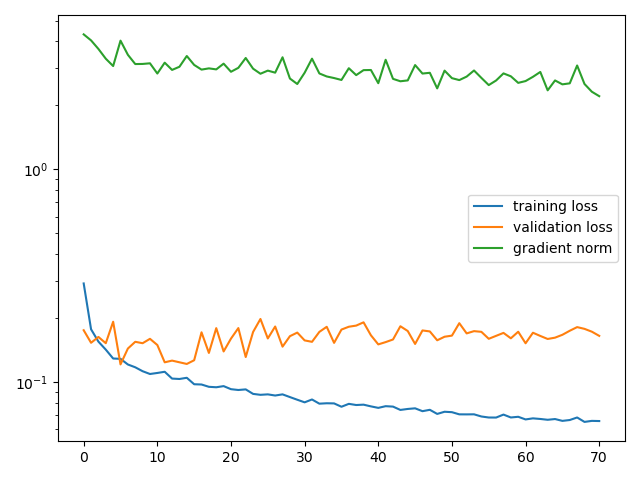 10⁰
10⁻¹
training loss
validation loss
gradient norm
0 10 20 30 40 50 60 70